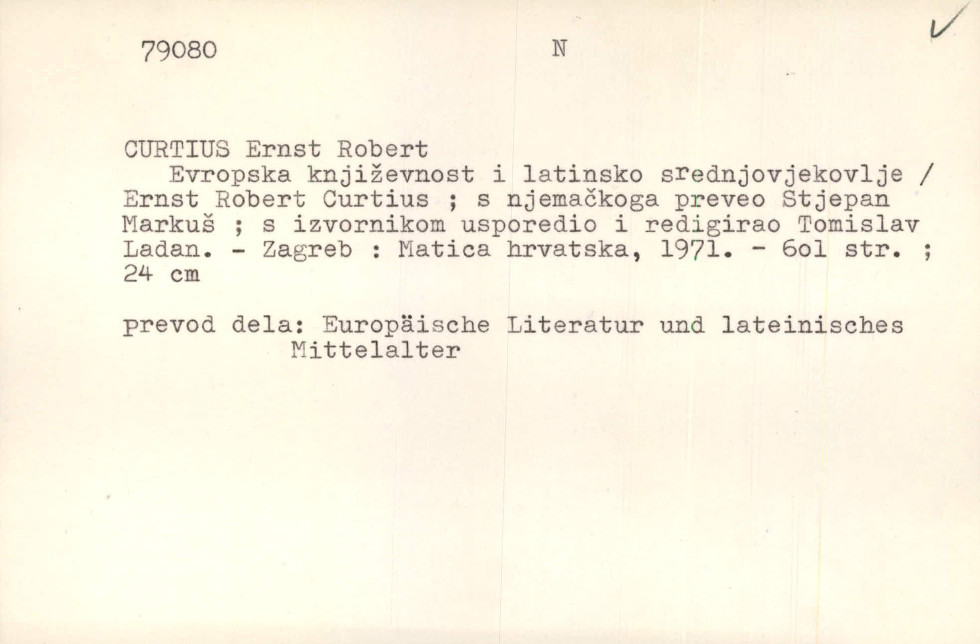 79080 N
CURTIUS Ernst Robert
Evropska književnost i latinsko srednjovjekovlje /
Ernst Robert Curtius ; s njemačkoga preveo Stjepan
Markuš ; s izvornikom usporedio i redigirao Tomislav
Ladan. - Zagreb : Matica hrvatska, 1971. - 6ol str. ;
24 cm
prevod dela: Europäische Literatur und lateinisches
Mittelalter